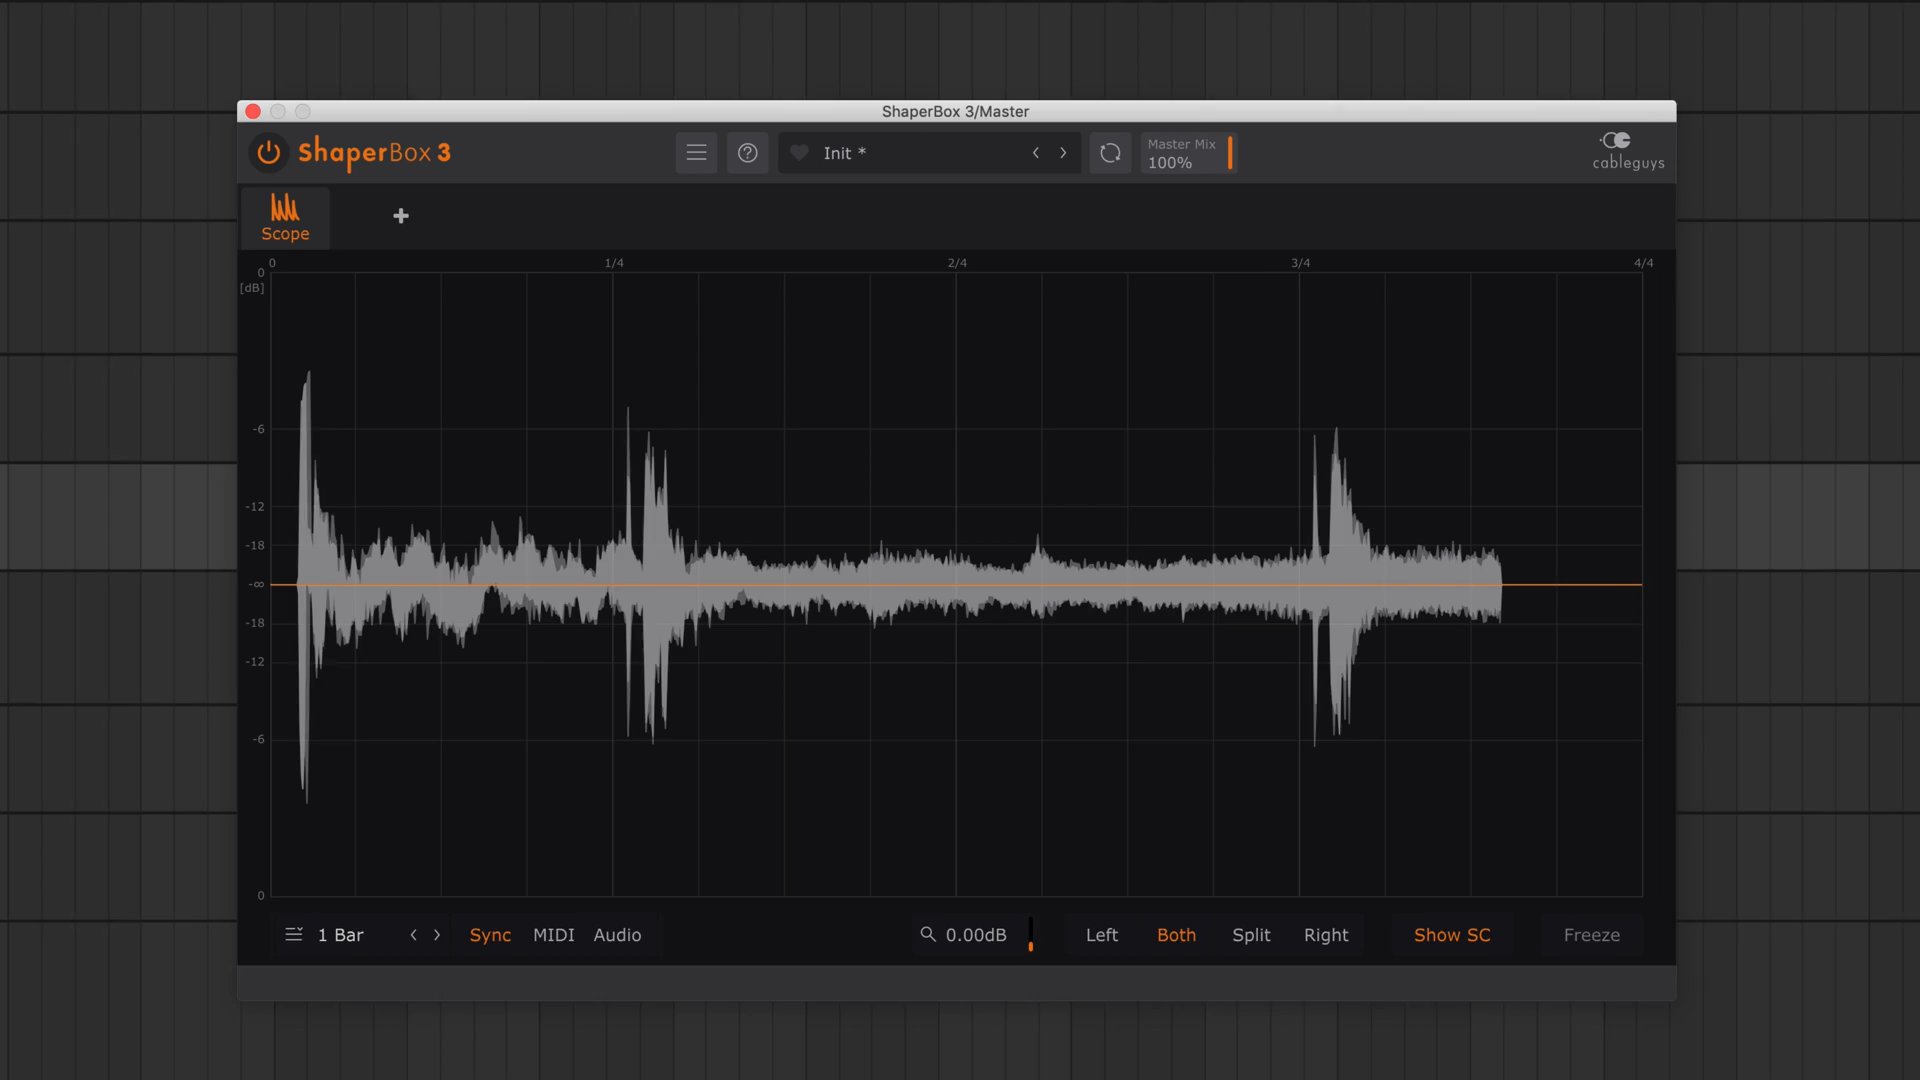 ShaperBox 3/Master
ShaperBox 3
Init *
Master Mix
100%
cableguys
Scope
0 1/4 2/4 3/4 4/4
0
[dB]
-6
-12
-18
-∞
-18
-12
-6
0
1 Bar Sync MIDI Audio 0.00dB Left Both Split Right Show SC Freeze